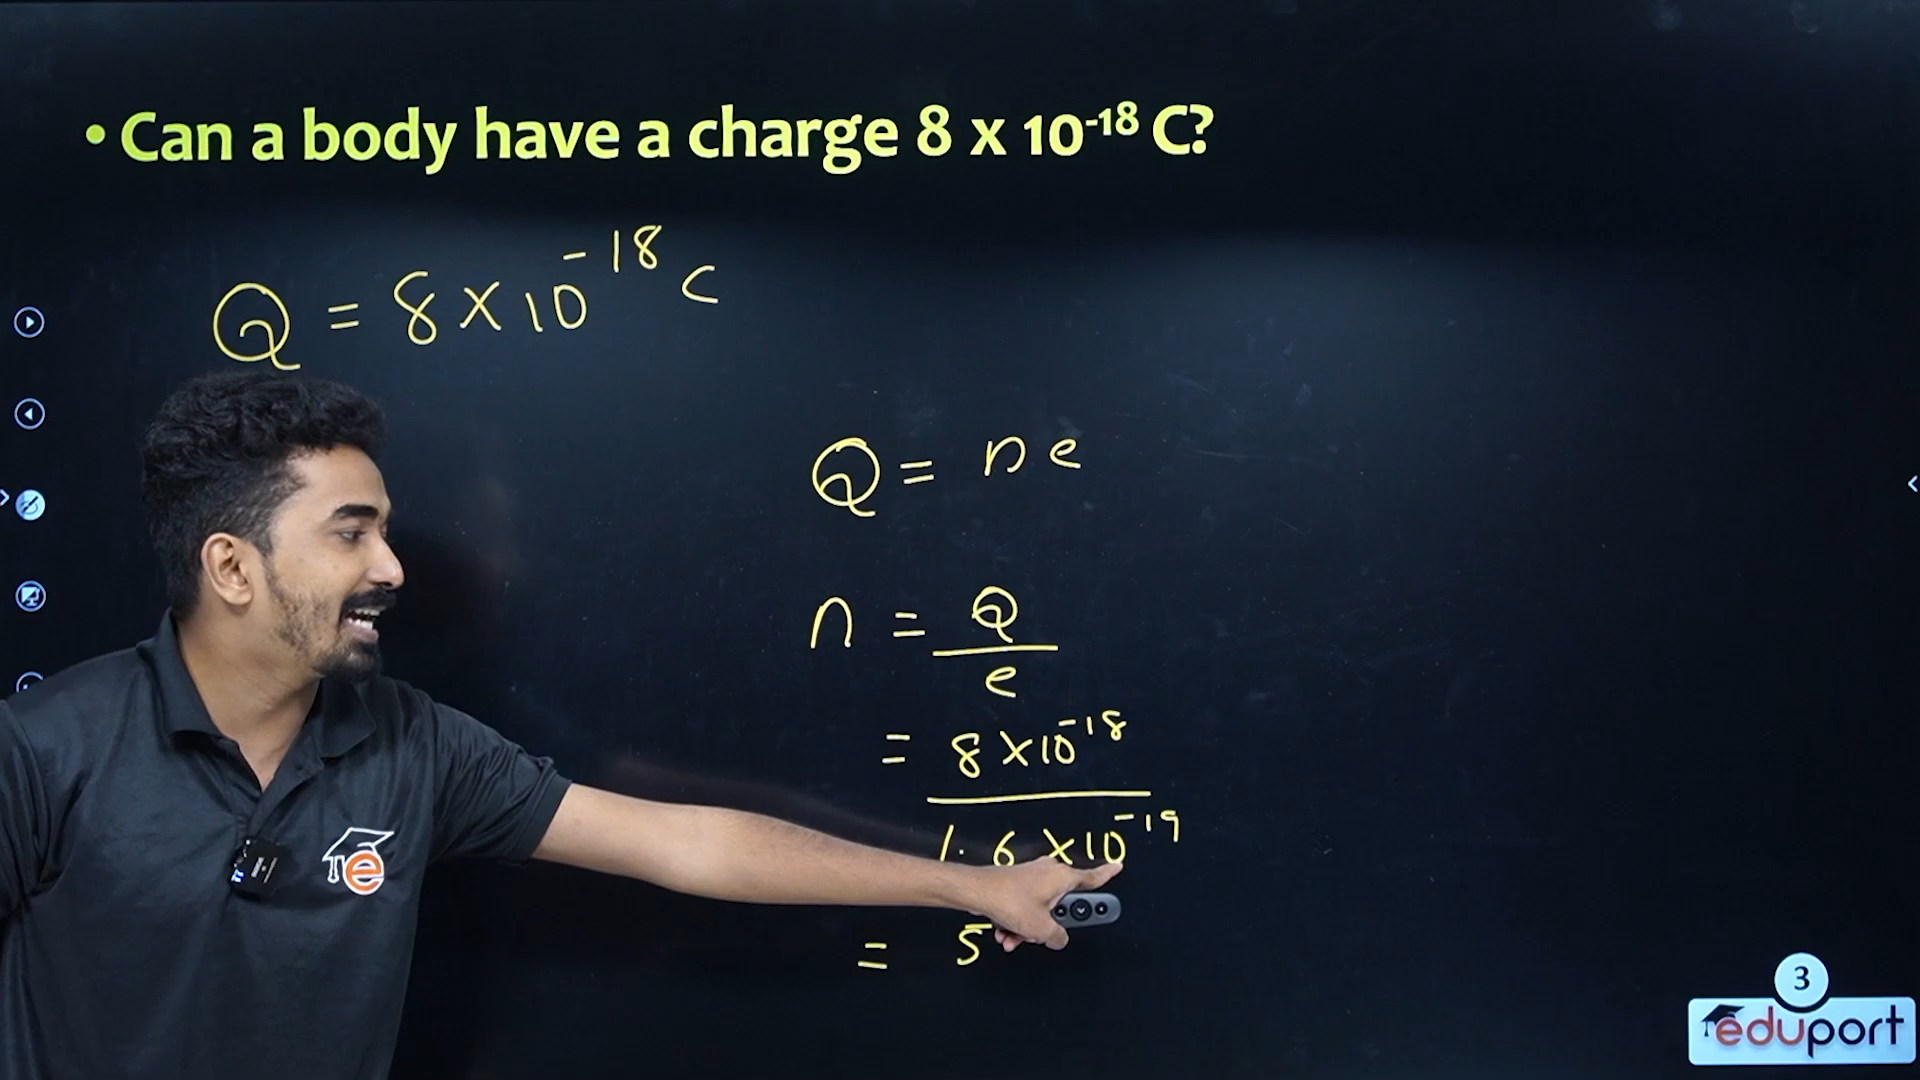 • Can a body have a charge 8 x 10⁻¹⁸ C?
Q = 8 × 10⁻¹⁸ C
Q = n e
n = Q / e
= 8 × 10⁻¹⁸ / 1.6 × 10⁻¹⁹
= 5
e
3
eduport